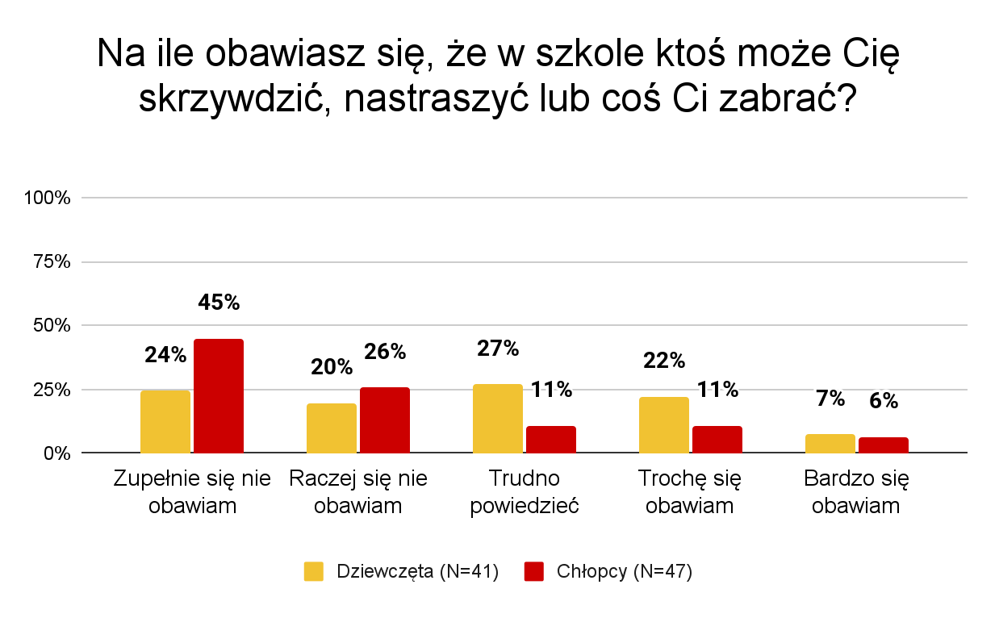 Na ile obawiasz się, że w szkole ktoś może Cię
skrzywdzić, nastraszyć lub coś Ci zabrać?
100%
75%
50%
25%
0%
24%
45%
20%
26%
27%
11%
22%
11%
7%
6%
Zupełnie się nie
obawiam
Raczej się nie
obawiam
Trudno
powiedzieć
Trochę się
obawiam
Bardzo się
obawiam
Dziewczęta (N=41)
Chłopcy (N=47)